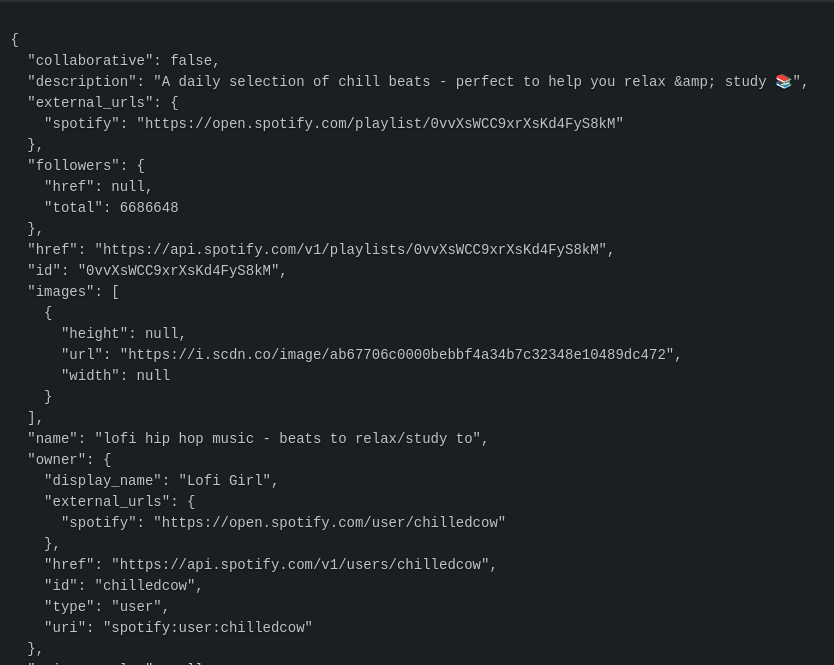 {
  "collaborative": false,
  "description": "A daily selection of chill beats - perfect to help you relax &amp; study 📚",
  "external_urls": {
    "spotify": "https://open.spotify.com/playlist/0vvXsWCC9xrXsKd4FyS8kM"
  },
  "followers": {
    "href": null,
    "total": 6686648
  },
  "href": "https://api.spotify.com/v1/playlists/0vvXsWCC9xrXsKd4FyS8kM",
  "id": "0vvXsWCC9xrXsKd4FyS8kM",
  "images": [
    {
      "height": null,
      "url": "https://i.scdn.co/image/ab67706c0000bebbf4a34b7c32348e10489dc472",
      "width": null
    }
  ],
  "name": "lofi hip hop music - beats to relax/study to",
  "owner": {
    "display_name": "Lofi Girl",
    "external_urls": {
      "spotify": "https://open.spotify.com/user/chilledcow"
    },
    "href": "https://api.spotify.com/v1/users/chilledcow",
    "id": "chilledcow",
    "type": "user",
    "uri": "spotify:user:chilledcow"
  },